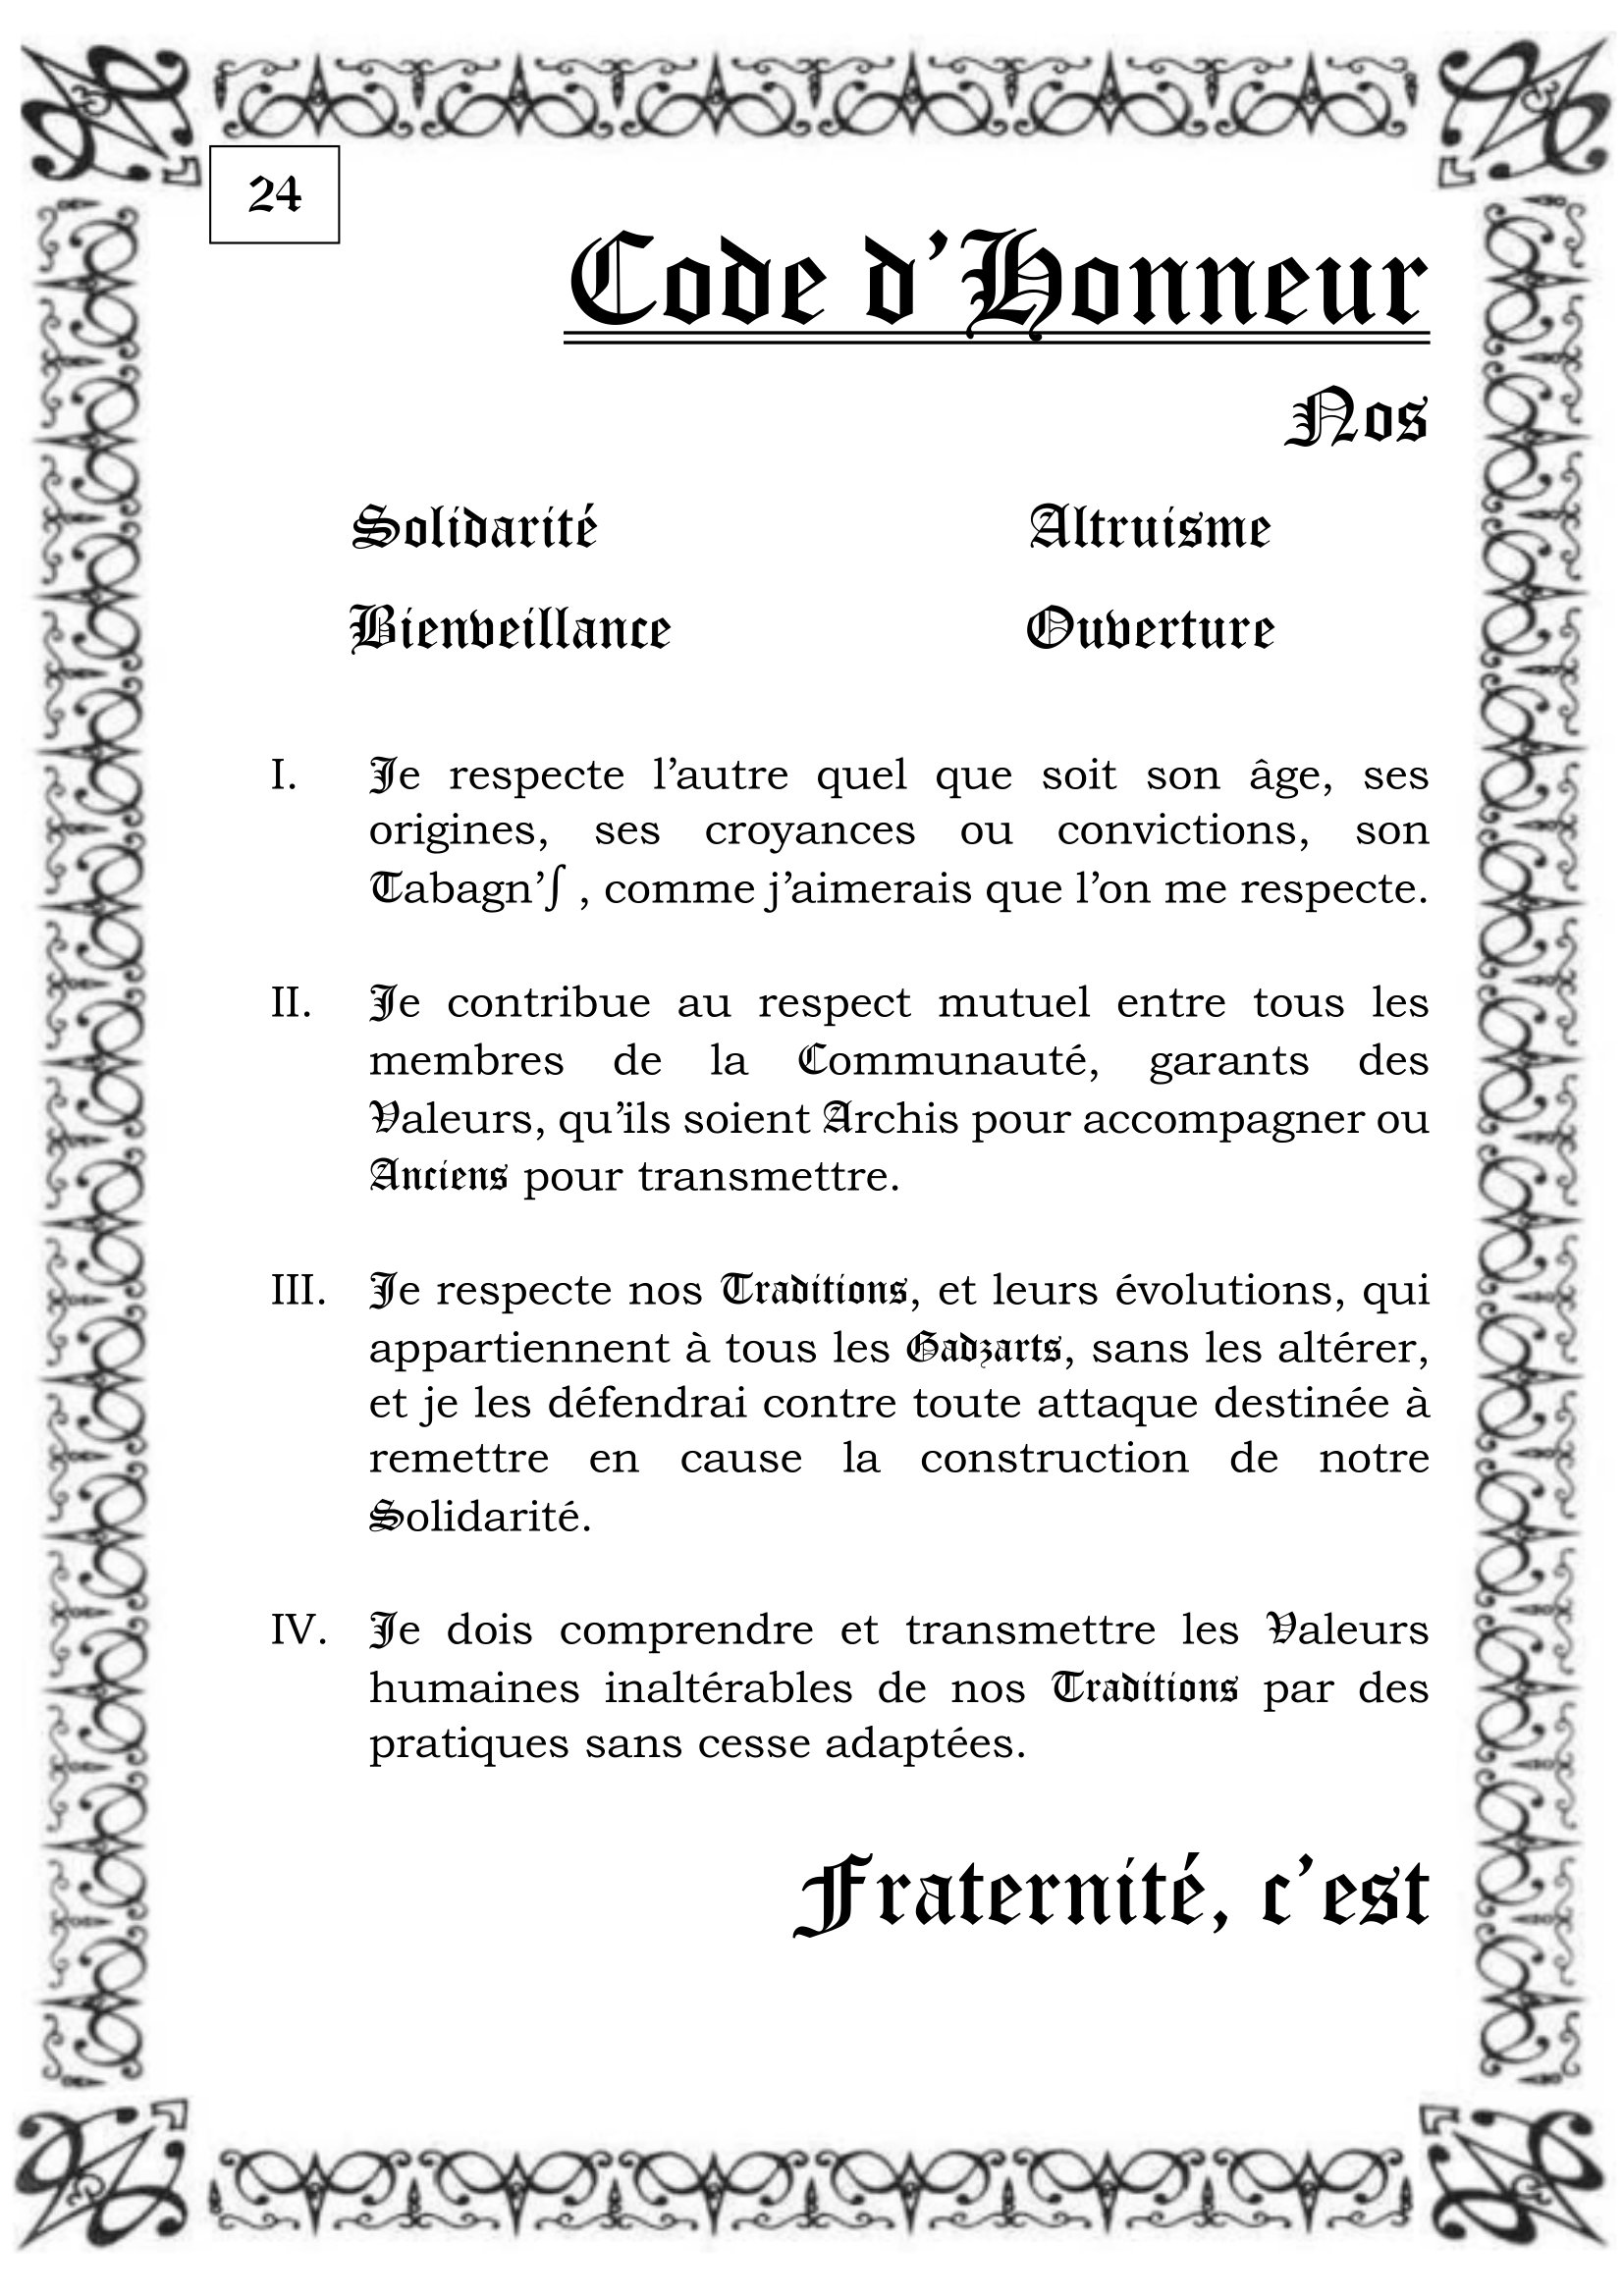 24
Code d’Honneur
Nos
Solidarité Altruisme
Bienveillance Ouverture
I. Je respecte l’autre quel que soit son âge, ses
origines, ses croyances ou convictions, son
Tabagn’ʃ , comme j’aimerais que l’on me respecte.
II. Je contribue au respect mutuel entre tous les
membres de la Communauté, garants des
Valeurs, qu’ils soient Archis pour accompagner ou
Anciens pour transmettre.
III. Je respecte nos Traditions, et leurs évolutions, qui
appartiennent à tous les Gadzarts, sans les altérer,
et je les défendrai contre toute attaque destinée à
remettre en cause la construction de notre
Solidarité.
IV. Je dois comprendre et transmettre les Valeurs
humaines inaltérables de nos Traditions par des
pratiques sans cesse adaptées.
Fraternité, c’est